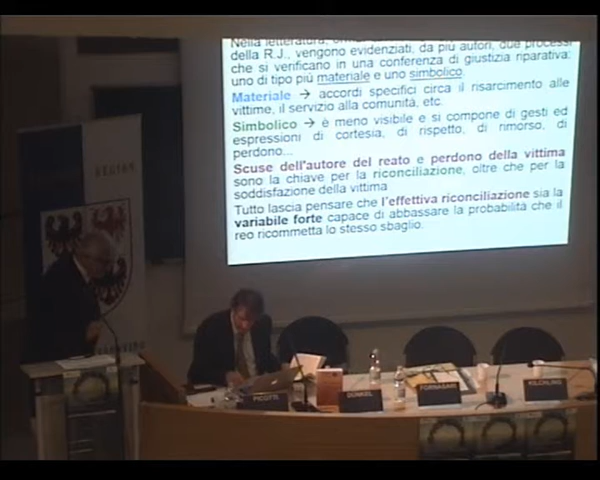 Nella letteratura,
della R.J., vengono evidenziati, da più autori, due processi
che si verificano in una conferenza di giustizia riparativa:
uno di tipo più materiale e uno simbolico.
Materiale → accordi specifici circa il risarcimento alle
vittime, il servizio alla comunità, etc.
Simbolico → è meno visibile e si compone di gesti ed
espressioni di cortesia, di rispetto, di rimorso, di
perdono...
Scuse dell'autore del reato e perdono della vittima
sono la chiave per la riconciliazione, oltre che per la
soddisfazione della vittima
Tutto lascia pensare che l'effettiva riconciliazione sia la
variabile forte capace di abbassare la probabilità che il
reo ricommetta lo stesso sbaglio.
PICOTTI
DÜNKEL
FORNASARI
KILCHLING